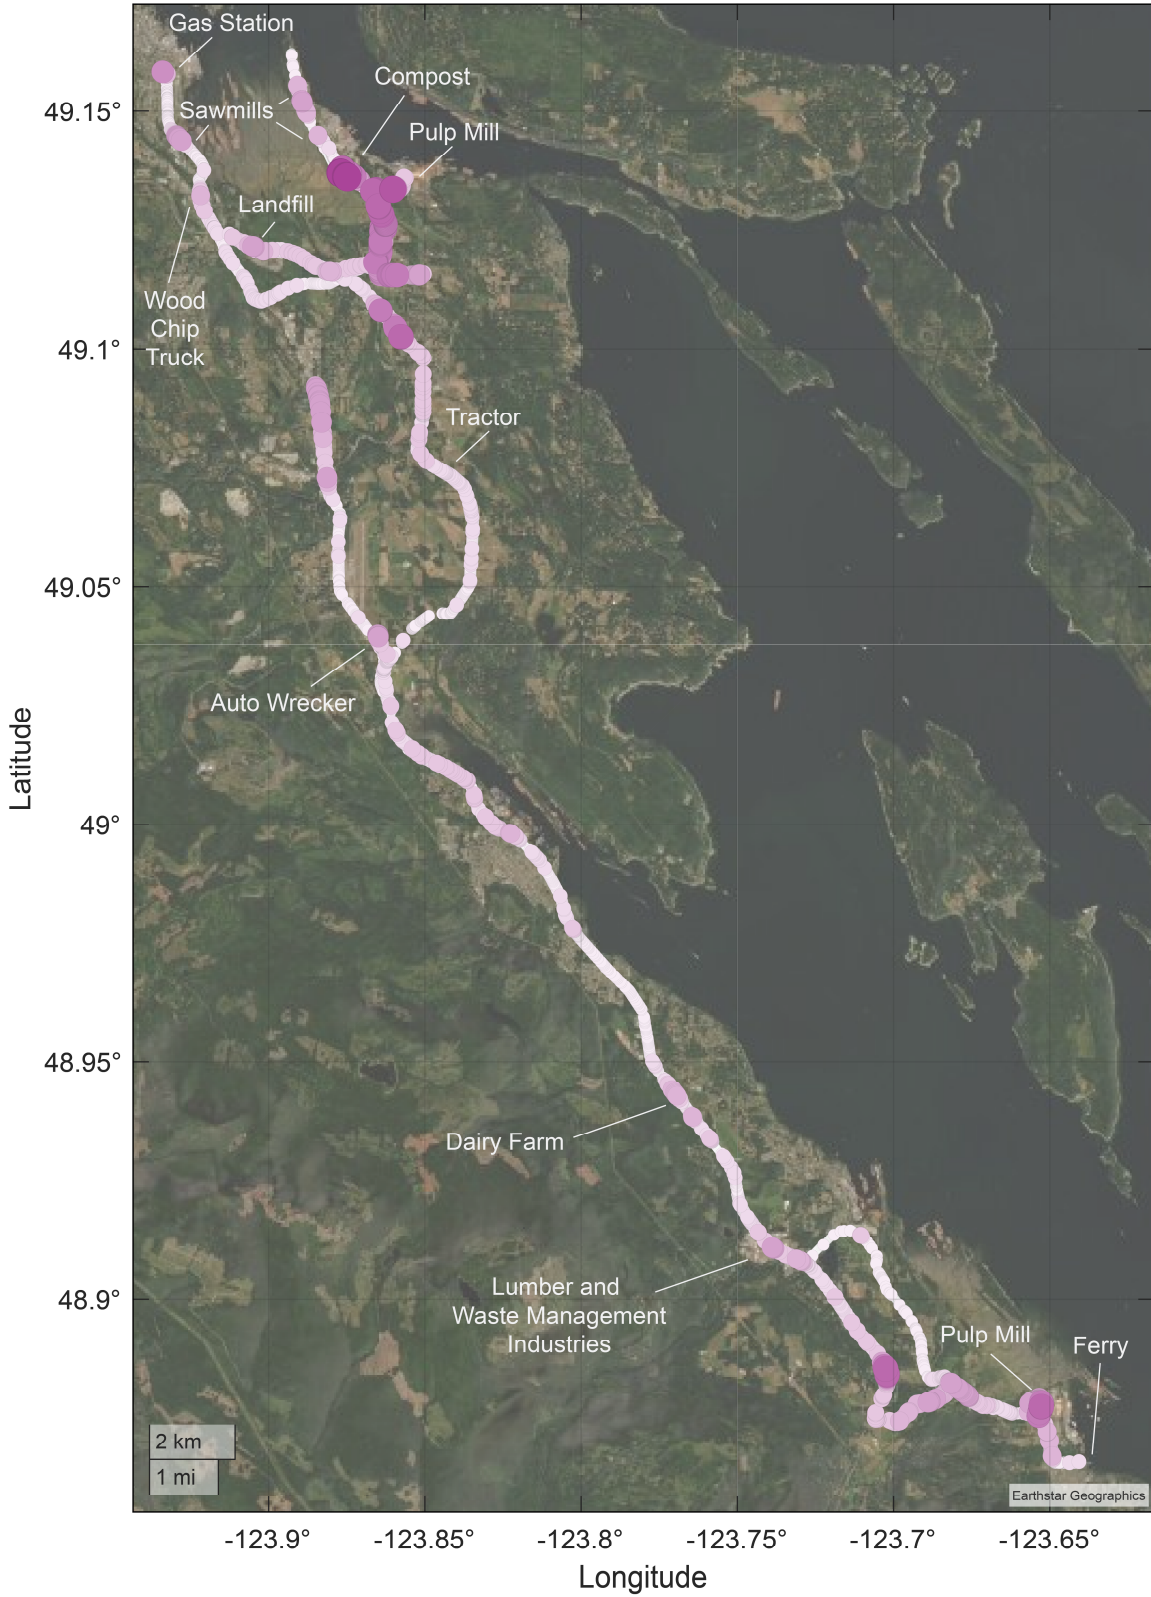 Gas Station
Compost
Sawmills
Pulp Mill
Landfill
Wood
Chip
Truck
Tractor
Auto Wrecker
Dairy Farm
Lumber and
Waste Management
Industries
Pulp Mill
Ferry
2 km
1 mi
Earthstar Geographics
49.15°
49.1°
49.05°
49°
48.95°
48.9°
Latitude
-123.9°
-123.85°
-123.8°
-123.75°
-123.7°
-123.65°
Longitude